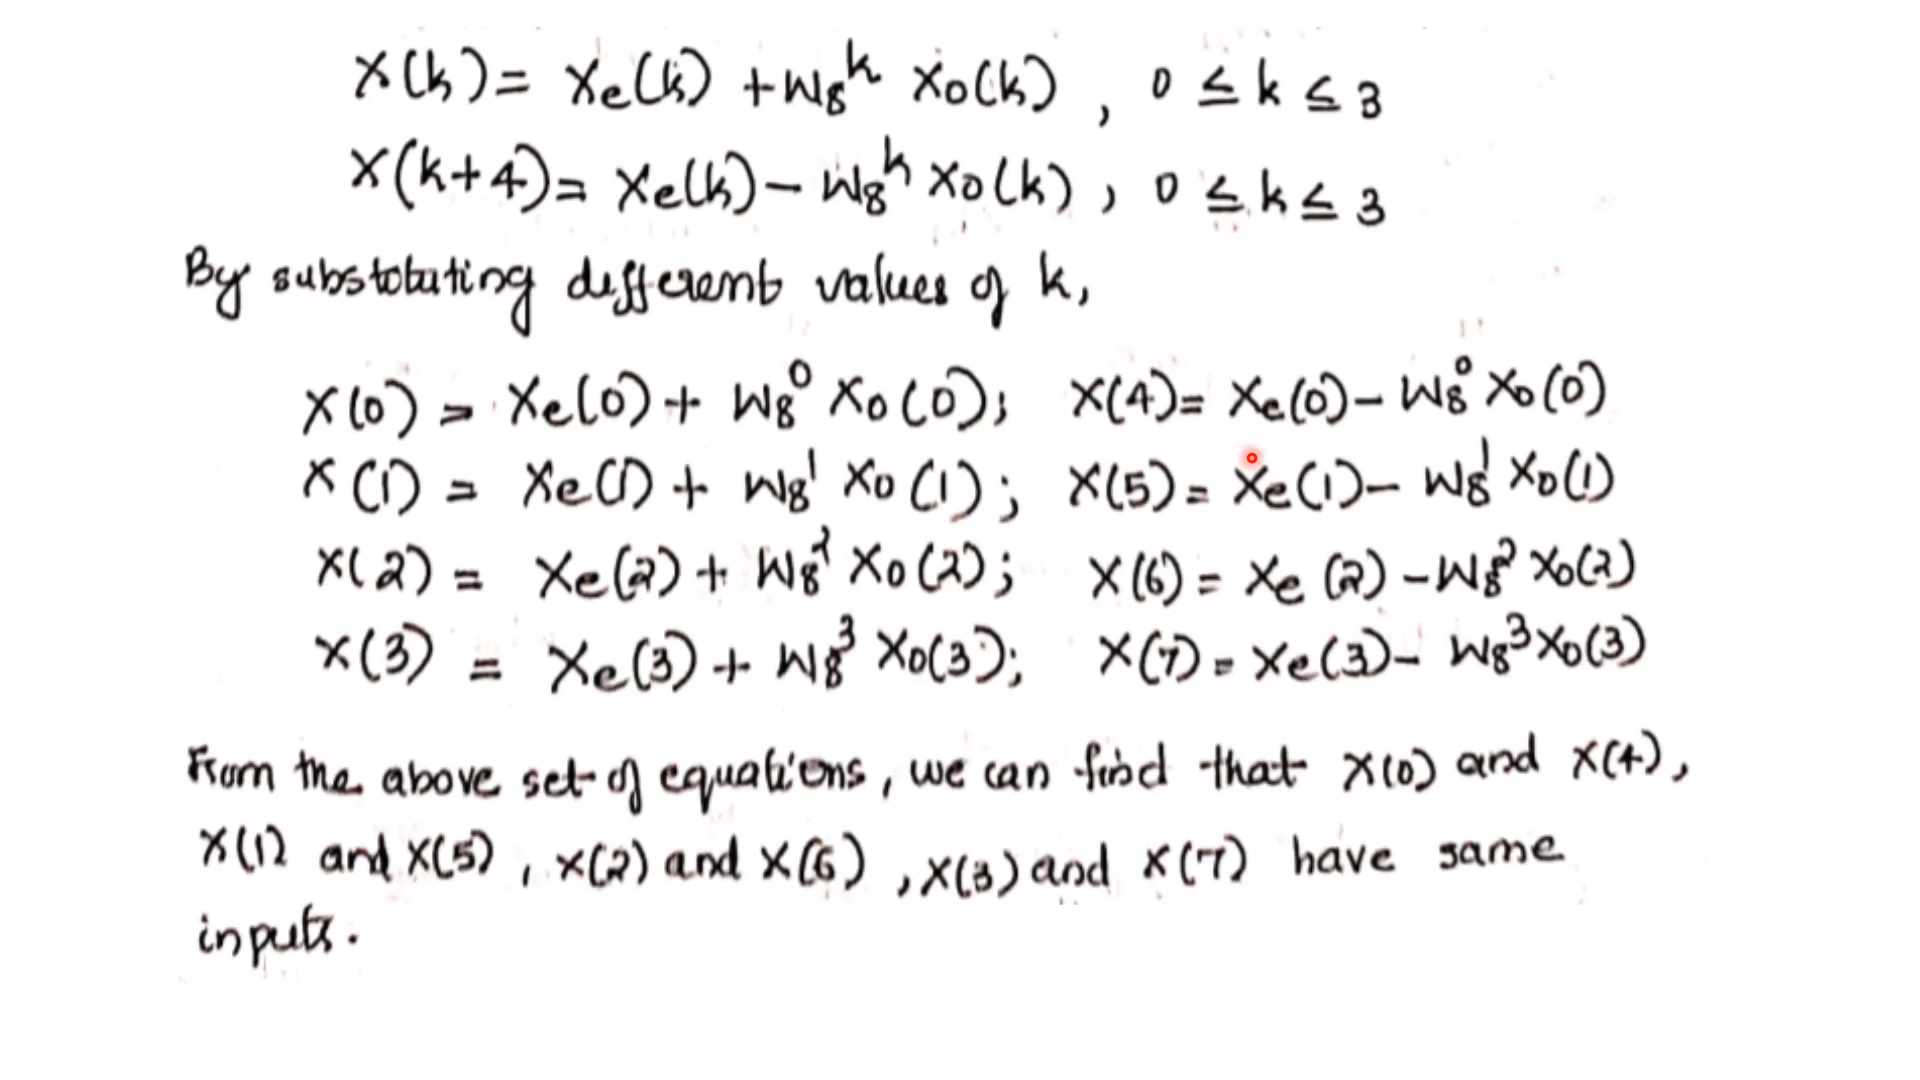 X(k) = Xe(k) + W8^k Xo(k), 0 ≤ k ≤ 3
X(k+4) = Xe(k) - W8^k Xo(k), 0 ≤ k ≤ 3
By substotuting different values of k,
X(0) = Xe(0) + W8^0 Xo(0); X(4) = Xe(0) - W8^0 Xo(0)
X(1) = Xe(1) + W8^1 Xo(1); X(5) = Xe(1) - W8^1 Xo(1)
X(2) = Xe(2) + W8^2 Xo(2); X(6) = Xe(2) - W8^2 Xo(2)
X(3) = Xe(3) + W8^3 Xo(3); X(7) = Xe(3) - W8^3 Xo(3)
From the above set of equations, we can find that X(0) and X(4),
X(1) and X(5), X(2) and X(6), X(3) and X(7) have same
inputs.